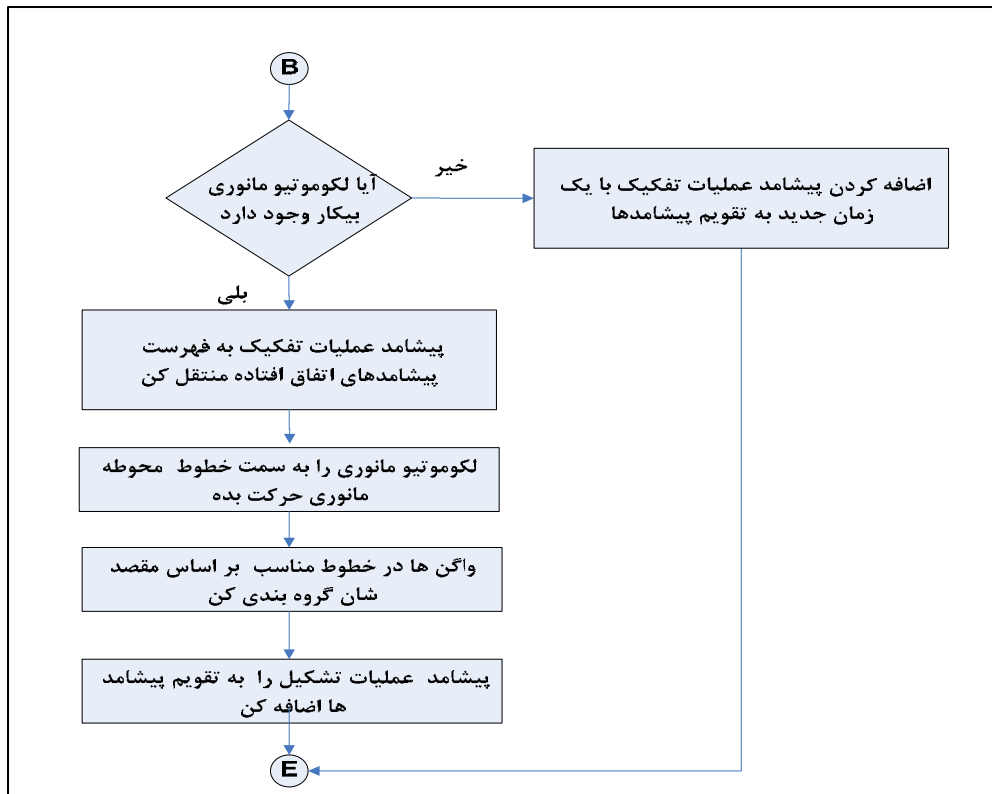 B
آیا لکوموتیو مانوری
بیکار وجود دارد
خیر
اضافه کردن پیشامد عملیات تفکیک با یک
زمان جدید به تقویم پیشامدها
بلی
پیشامد عملیات تفکیک به فهرست
پیشامدهای اتفاق افتاده منتقل کن
لکوموتیو مانوری را به سمت خطوط محوطه
مانوری حرکت بده
واگن ها در خطوط مناسب بر اساس مقصد
شان گروه بندی کن
پیشامد عملیات تشکیل را به تقویم پیشامد
ها اضافه کن
E